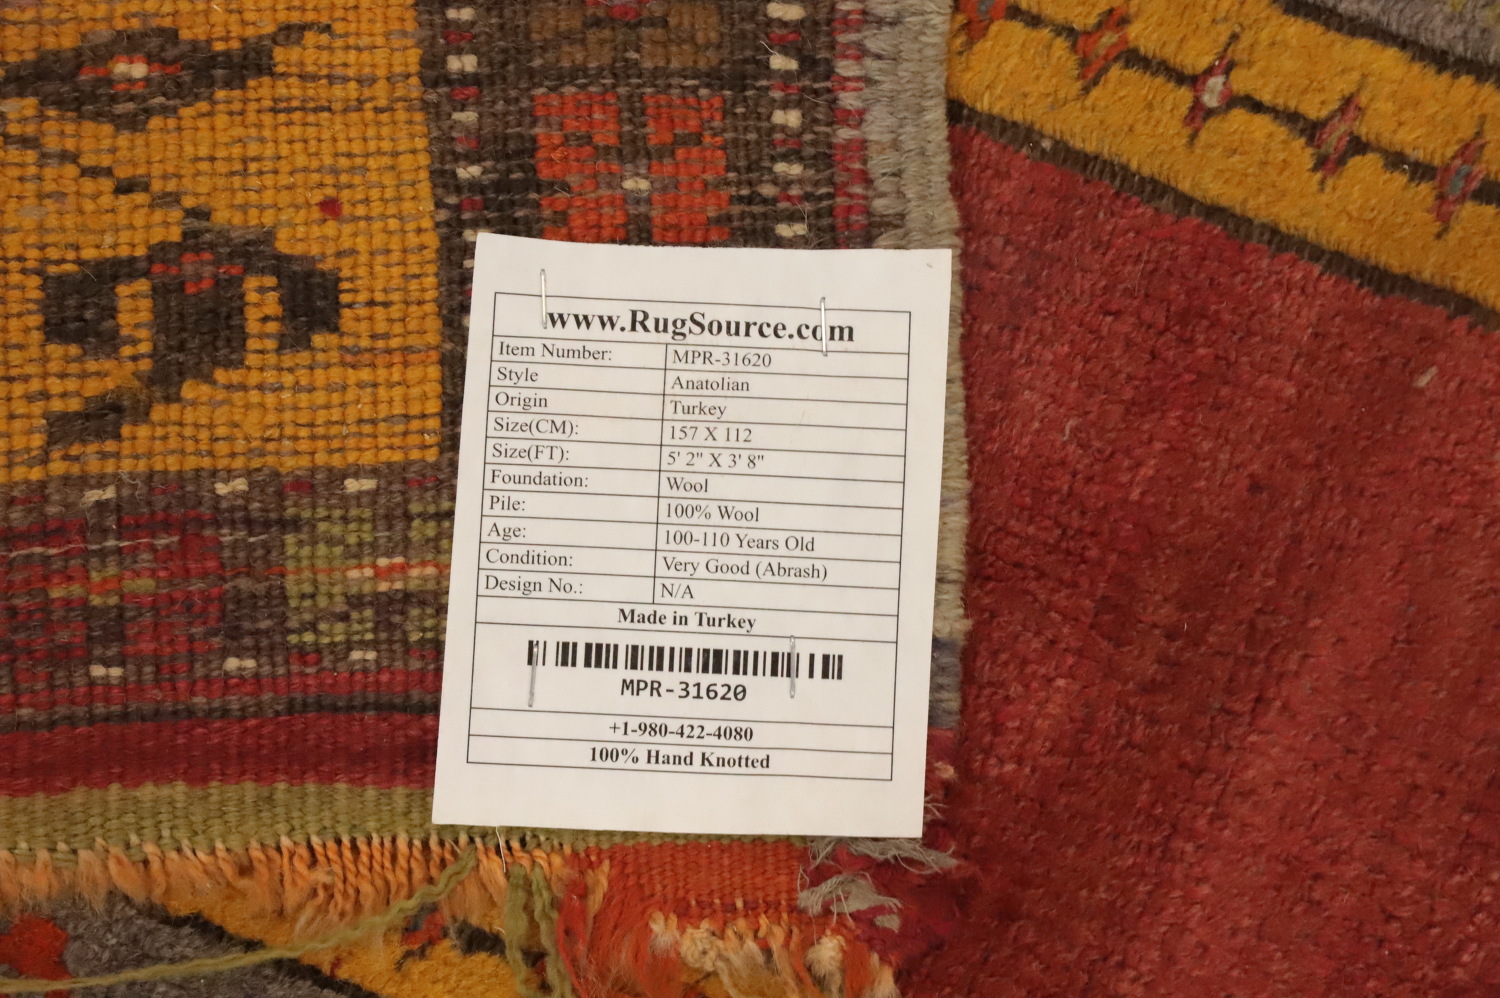 www.RugSource.com
Item Number: MPR-31620
Style Anatolian
Origin Turkey
Size(CM): 157 X 112
Size(FT): 5' 2" X 3' 8"
Foundation: Wool
Pile: 100% Wool
Age: 100-110 Years Old
Condition: Very Good (Abrash)
Design No.: N/A
Made in Turkey
MPR-31620
+1-980-422-4080
100% Hand Knotted